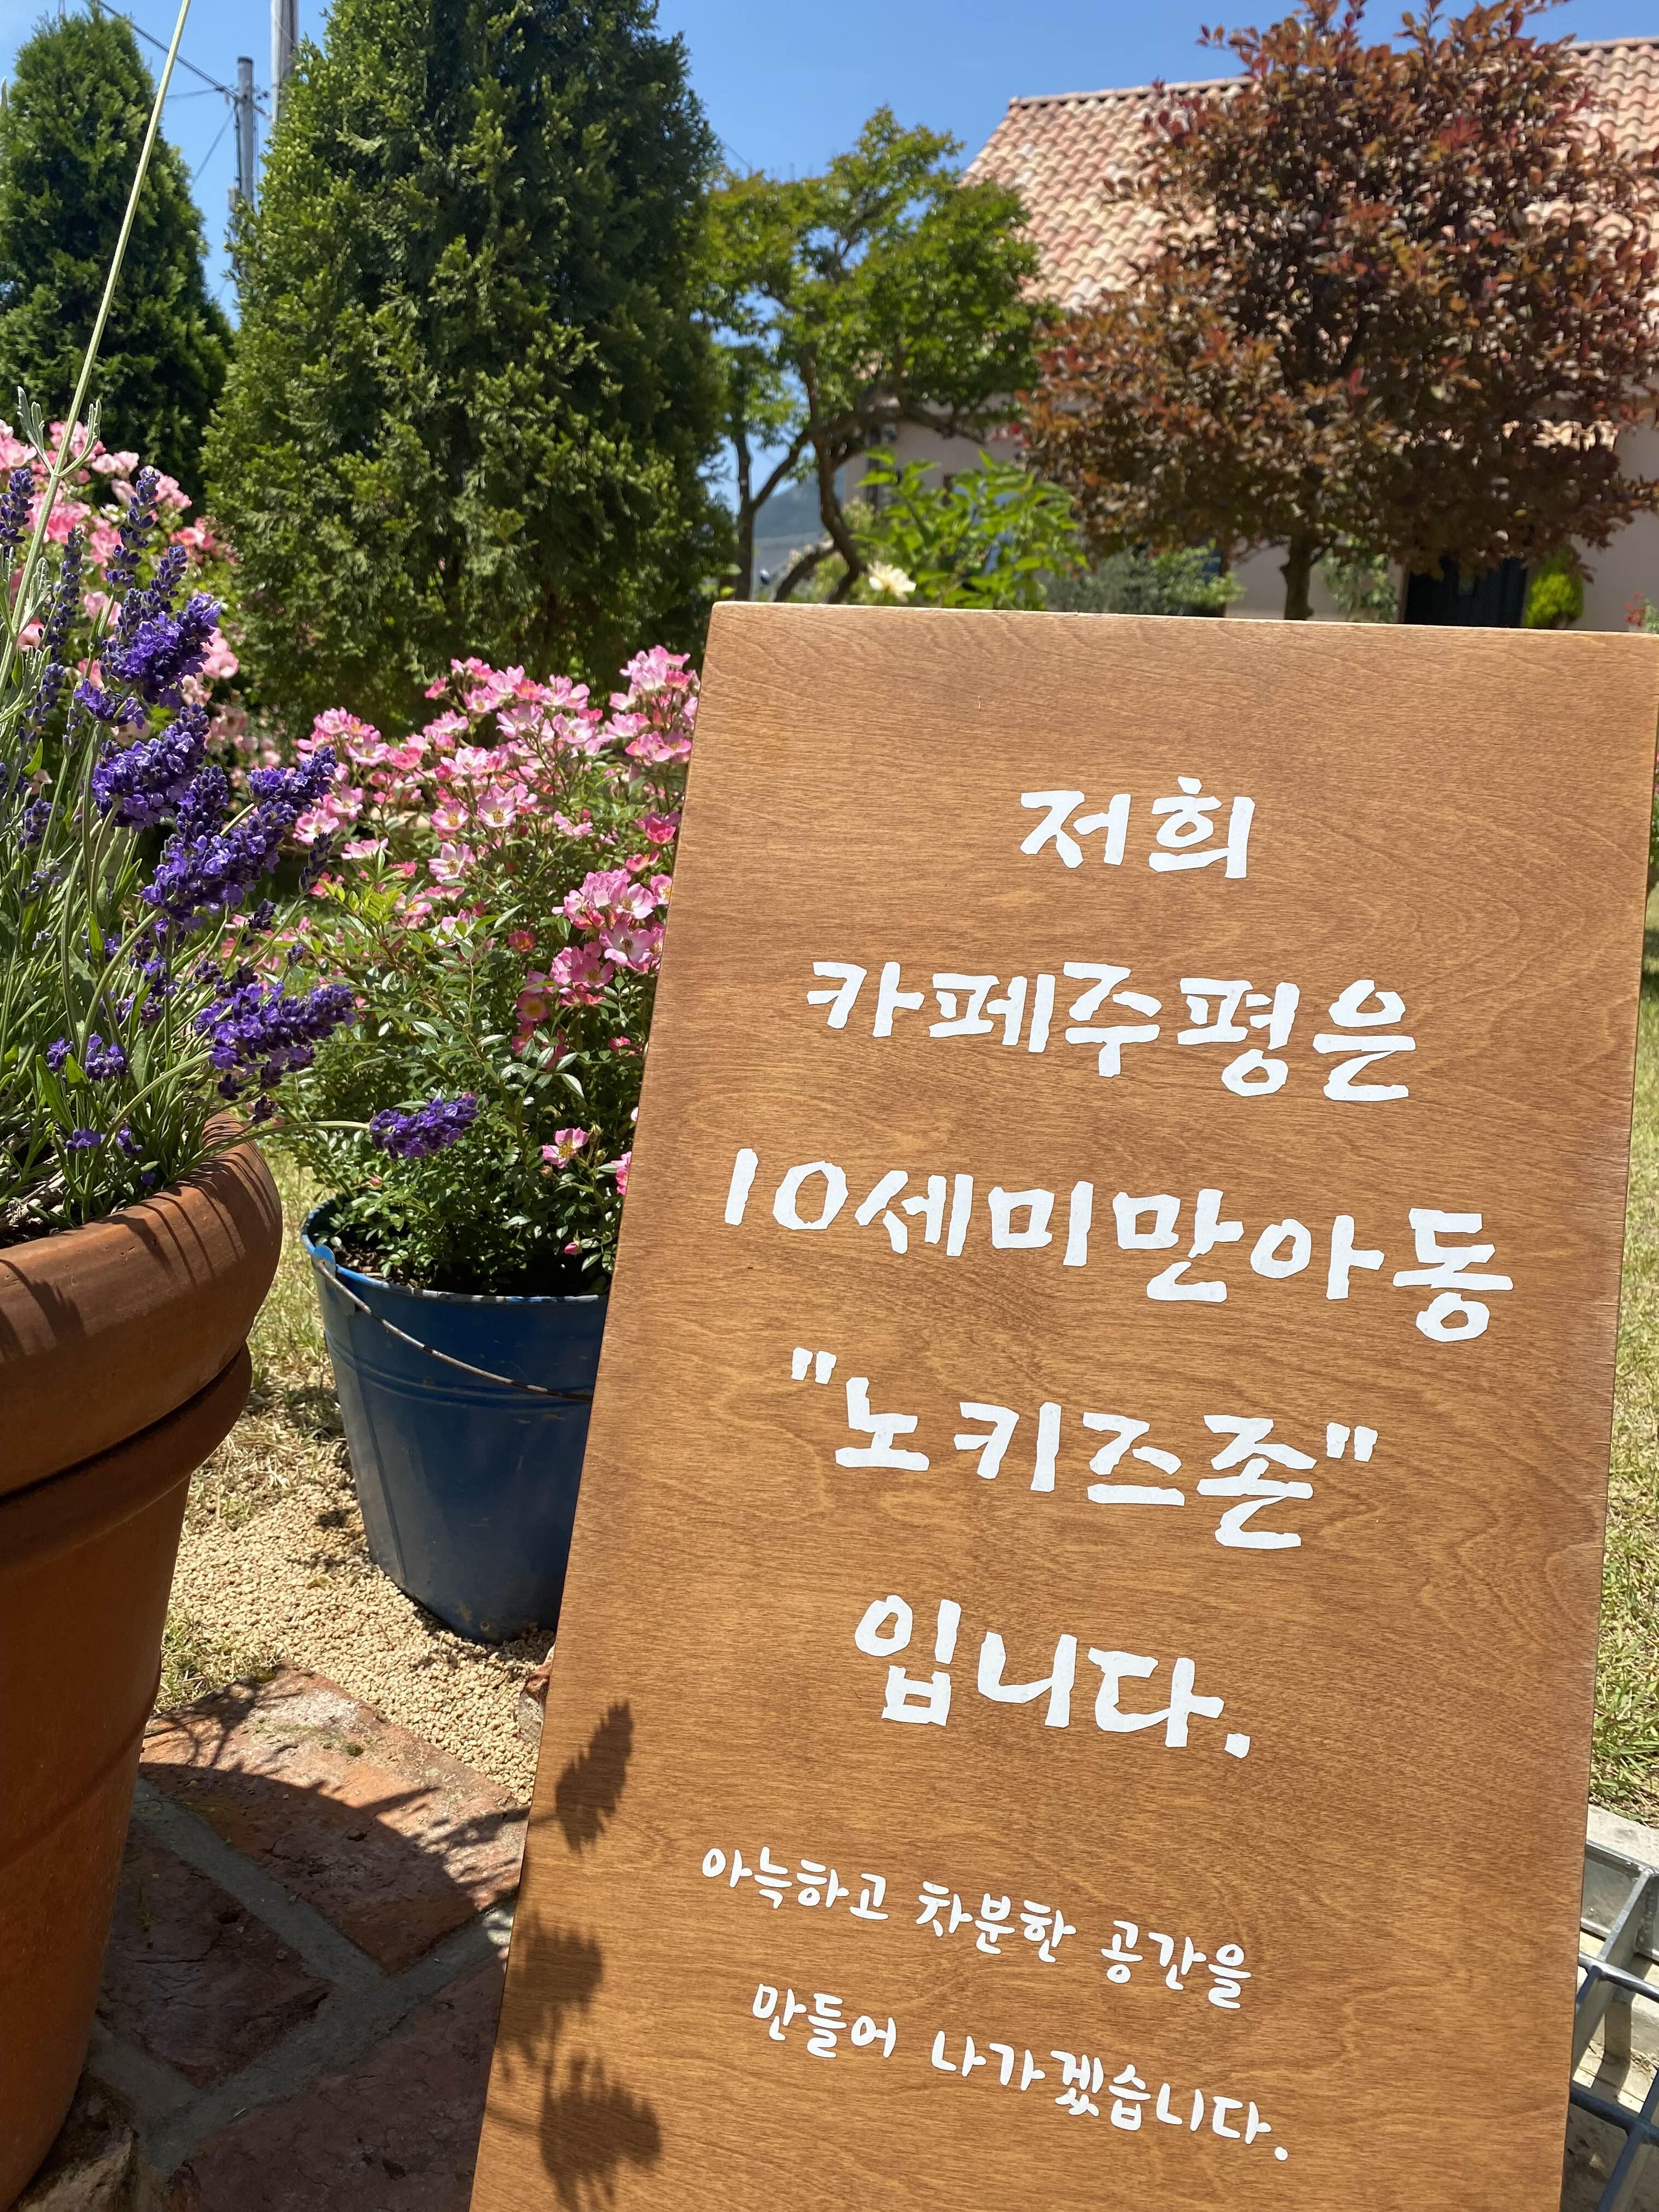 저희
카페주평은
10세미만아동
"노키즈존"
입니다.
아늑하고 차분한 공간을
만들어 나가겠습니다.